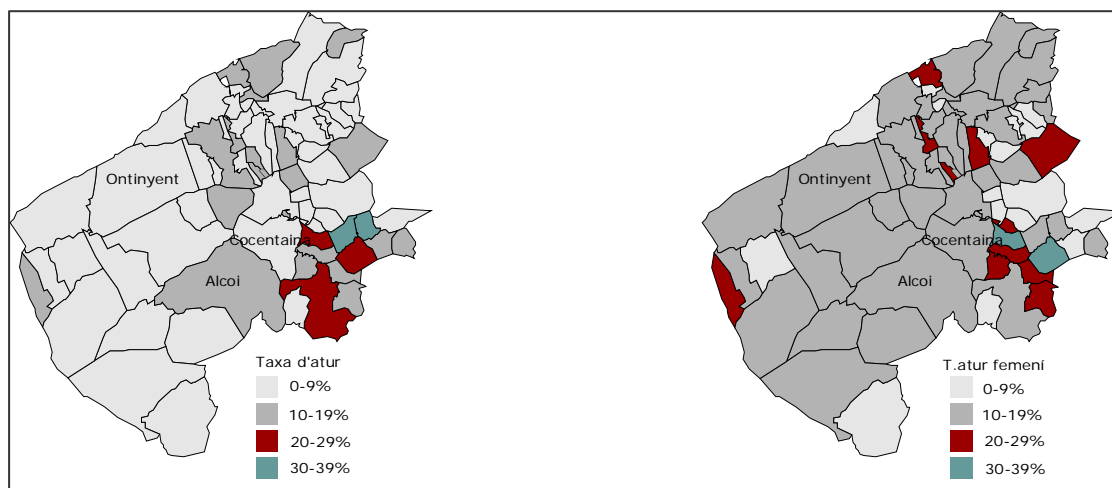 Ontinyent
Cocentaina
Alcoi
Taxa d'atur
0-9%
10-19%
20-29%
30-39%
Ontinyent
Cocentaina
Alcoi
T.atur femení
0-9%
10-19%
20-29%
30-39%